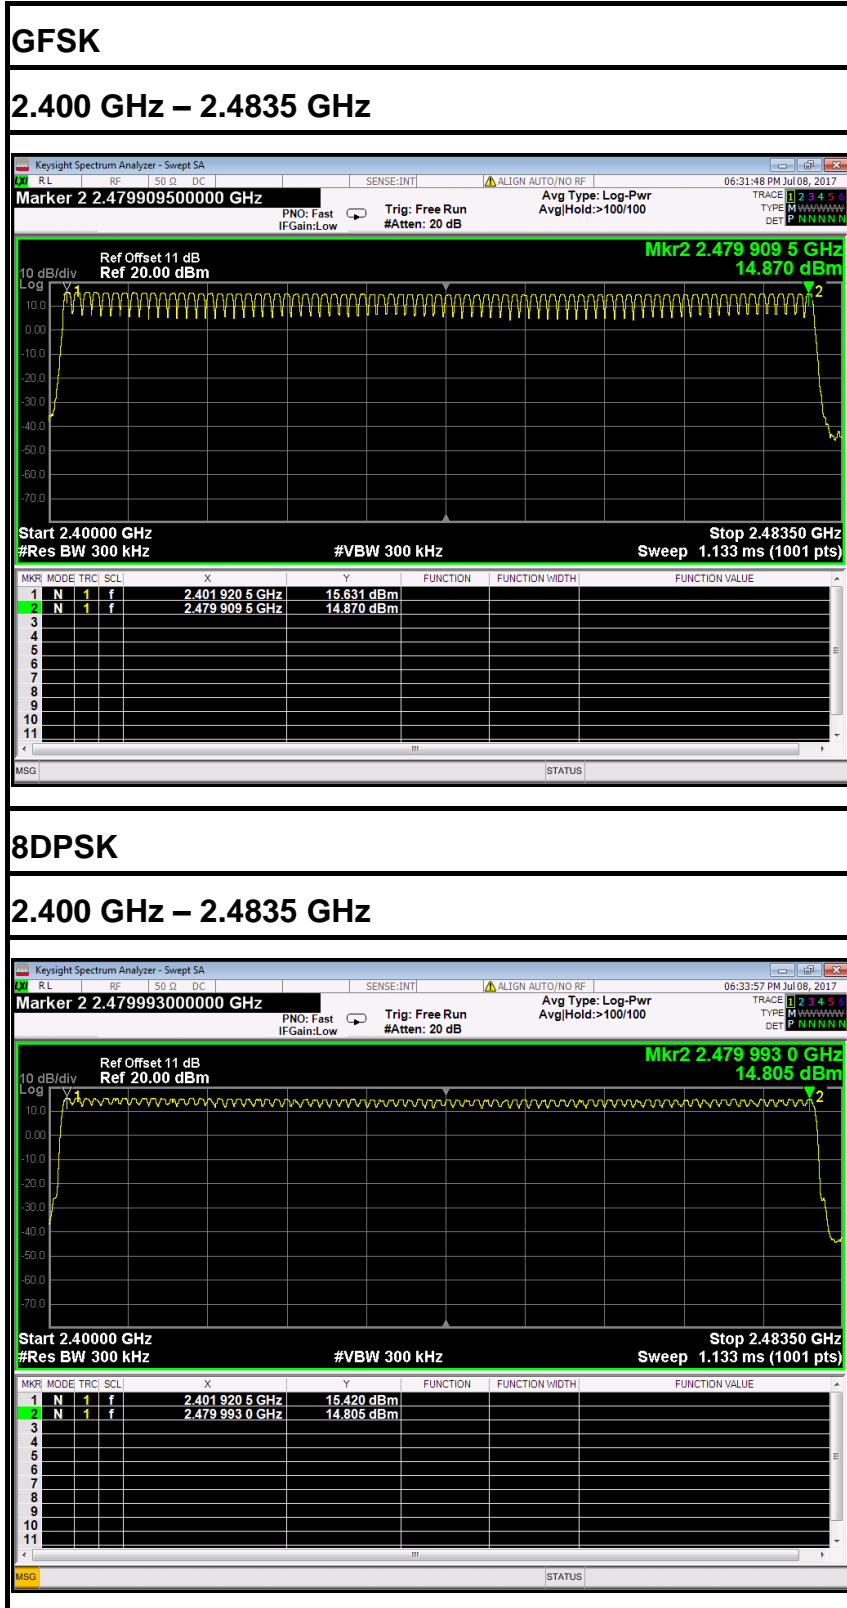 GFSK
2.400 GHz – 2.4835 GHz
Keysight Spectrum Analyzer - Swept SA
LXI RL RF 50 Ω DC SENSE:INT ALIGN AUTO/NO RF 06:31:48 PM Jul 08, 2017
Marker 2 2.479909500000 GHz
PNO: Fast
IFGain:Low
Trig: Free Run
#Atten: 20 dB
Avg Type: Log-Pwr
Avg|Hold:>100/100
TRACE 1 2 3 4 5 6
TYPE M WWWWW
DET P N N N N N
Mkr2 2.479 909 5 GHz
14.870 dBm
Ref Offset 11 dB
10 dB/div Ref 20.00 dBm
Log
1
2
10.0
0.00
-10.0
-20.0
-30.0
-40.0
-50.0
-60.0
-70.0
Start 2.40000 GHz Stop 2.48350 GHz
#Res BW 300 kHz #VBW 300 kHz Sweep 1.133 ms (1001 pts)
MKR MODE TRC SCL X Y FUNCTION FUNCTION WIDTH FUNCTION VALUE
1 N 1 f 2.401 920 5 GHz 15.631 dBm
2 N 1 f 2.479 909 5 GHz 14.870 dBm
3
4
5
6
7
8
9
10
11
MSG STATUS
8DPSK
2.400 GHz – 2.4835 GHz
Keysight Spectrum Analyzer - Swept SA
LXI RL RF 50 Ω DC SENSE:INT ALIGN AUTO/NO RF 06:33:57 PM Jul 08, 2017
Marker 2 2.479993000000 GHz
PNO: Fast
IFGain:Low
Trig: Free Run
#Atten: 20 dB
Avg Type: Log-Pwr
Avg|Hold:>100/100
TRACE 1 2 3 4 5 6
TYPE M WWWWW
DET P N N N N N
Mkr2 2.479 993 0 GHz
14.805 dBm
Ref Offset 11 dB
10 dB/div Ref 20.00 dBm
Log
1
2
10.0
0.00
-10.0
-20.0
-30.0
-40.0
-50.0
-60.0
-70.0
Start 2.40000 GHz Stop 2.48350 GHz
#Res BW 300 kHz #VBW 300 kHz Sweep 1.133 ms (1001 pts)
MKR MODE TRC SCL X Y FUNCTION FUNCTION WIDTH FUNCTION VALUE
1 N 1 f 2.401 920 5 GHz 15.420 dBm
2 N 1 f 2.479 993 0 GHz 14.805 dBm
3
4
5
6
7
8
9
10
11
MSG STATUS